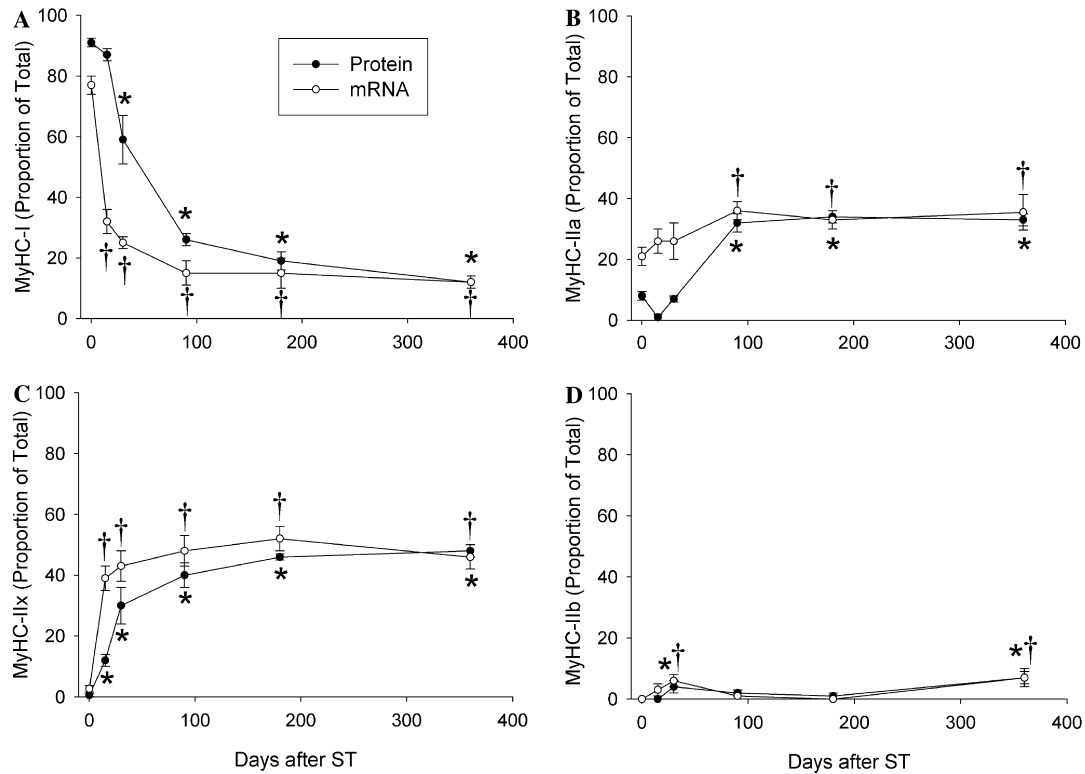 A
MyHC-I (Proportion of Total)
100
80
60
40
20
0
0 100 200 300 400
Protein
mRNA
*
*
*
*
† † † † †
B
MyHC-IIa (Proportion of Total)
100
80
60
40
20
0
0 100 200 300 400
† † †
* * *
C
MyHC-IIx (Proportion of Total)
100
80
60
40
20
0
0 100 200 300 400
† † † † †
* * * * *
Days after ST
D
MyHC-IIb (Proportion of Total)
100
80
60
40
20
0
0 100 200 300 400
*† *†
Days after ST